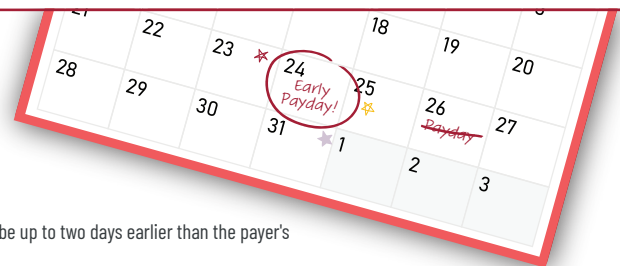 18 19 20
21 22 23 24 25 26 27
Early
Payday!
Payday
28 29 30 31 1 2 3
be up to two days earlier than the payer's